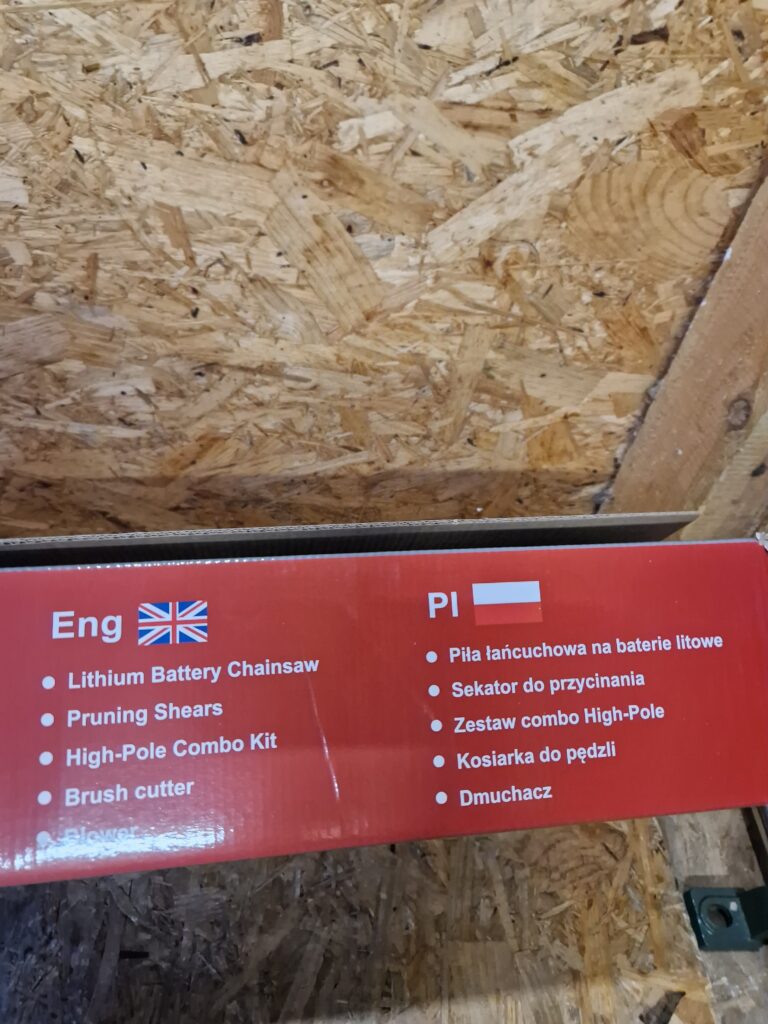 Eng
Lithium Battery Chainsaw
Pruning Shears
High-Pole Combo Kit
Brush cutter
Blower
Pl
Piła łańcuchowa na baterie litowe
Sekator do przycinania
Zestaw combo High-Pole
Kosiarka do pędzli
Dmuchacz